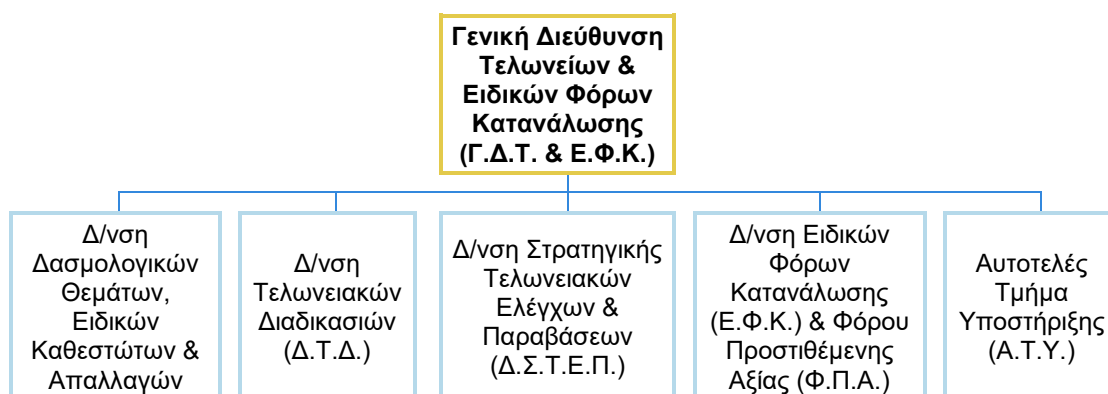 Γενική Διεύθυνση
Τελωνείων &
Ειδικών Φόρων
Κατανάλωσης
(Γ.Δ.Τ. & Ε.Φ.Κ.)
Δ/νση
Δασμολογικών
Θεμάτων,
Ειδικών
Καθεστώτων &
Απαλλαγών
Δ/νση
Τελωνειακών
Διαδικασιών
(Δ.Τ.Δ.)
Δ/νση Στρατηγικής
Τελωνειακών
Ελέγχων &
Παραβάσεων
(Δ.Σ.Τ.Ε.Π.)
Δ/νση Ειδικών
Φόρων
Κατανάλωσης
(Ε.Φ.Κ.) & Φόρου
Προστιθέμενης
Αξίας (Φ.Π.Α.)
Αυτοτελές
Τμήμα
Υποστήριξης
(Α.Τ.Υ.)